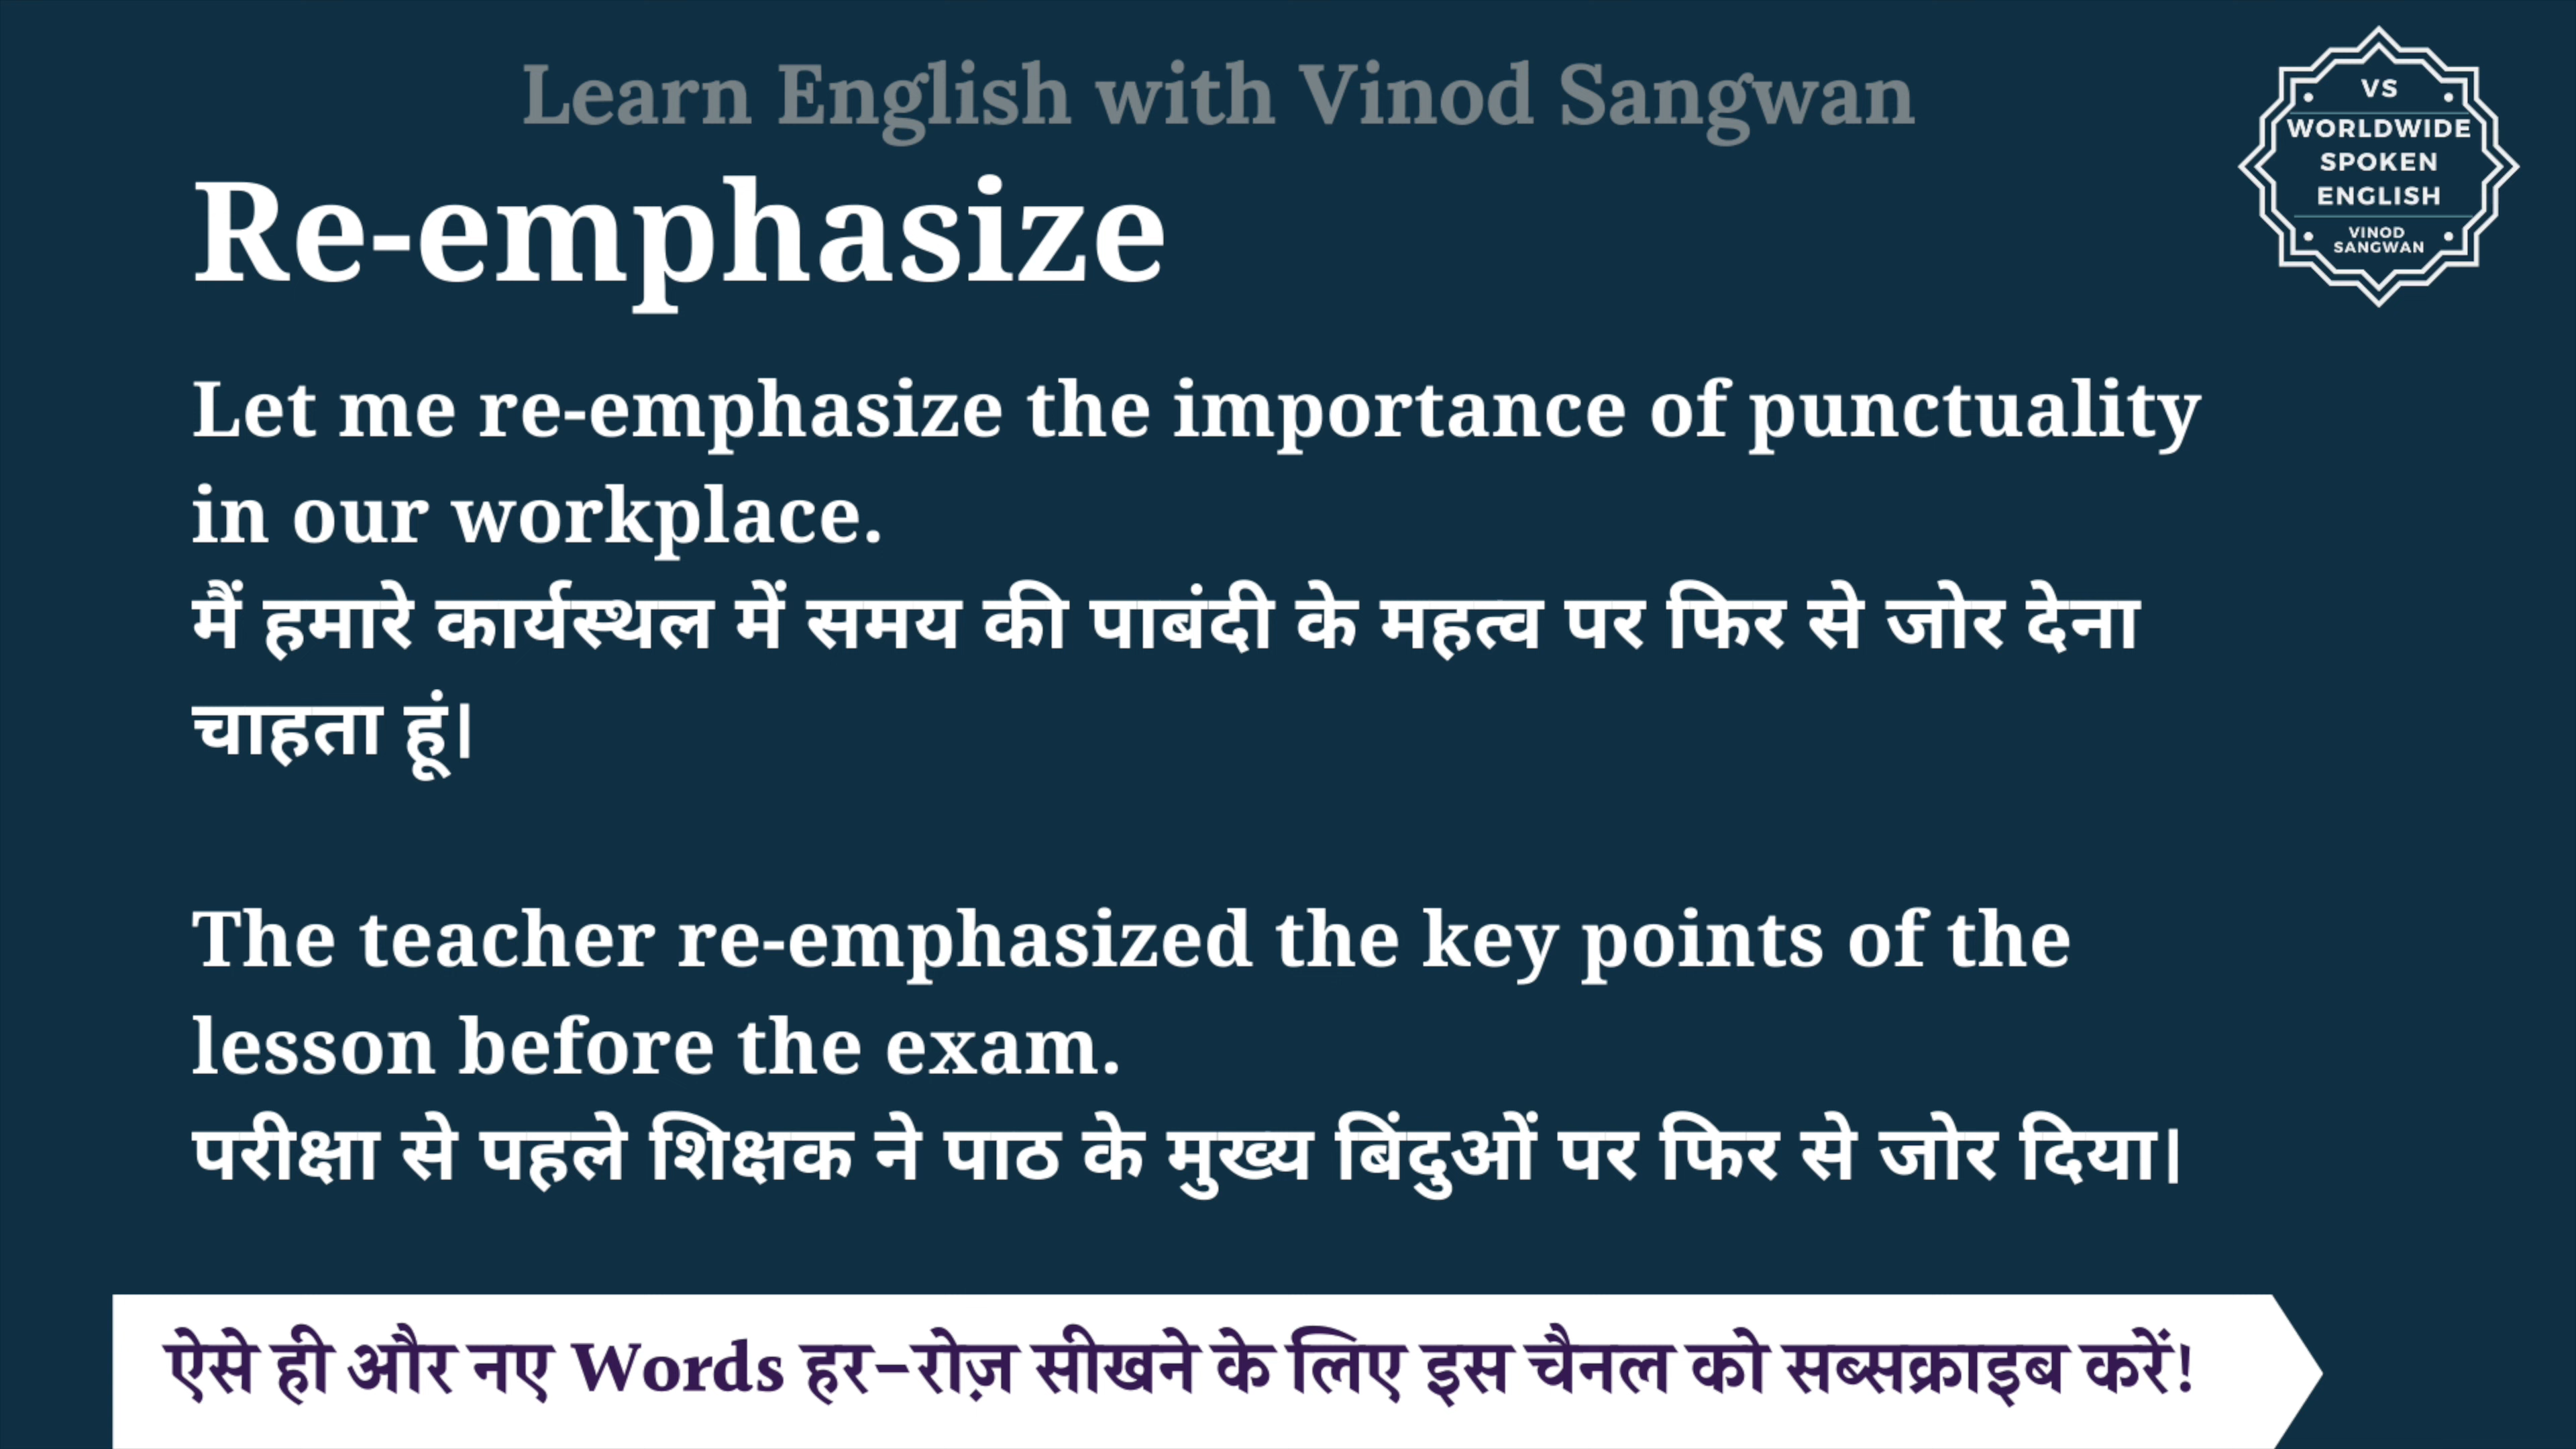 Learn English with Vinod Sangwan
VS
WORLDWIDE
SPOKEN
ENGLISH
VINOD
SANGWAN
Re-emphasize
Let me re-emphasize the importance of punctuality
in our workplace.
मैं हमारे कार्यस्थल में समय की पाबंदी के महत्व पर फिर से जोर देना
चाहता हूं।
The teacher re-emphasized the key points of the
lesson before the exam.
परीक्षा से पहले शिक्षक ने पाठ के मुख्य बिंदुओं पर फिर से जोर दिया।
ऐसे ही और नए Words हर-रोज़ सीखने के लिए इस चैनल को सब्सक्राइब करें!